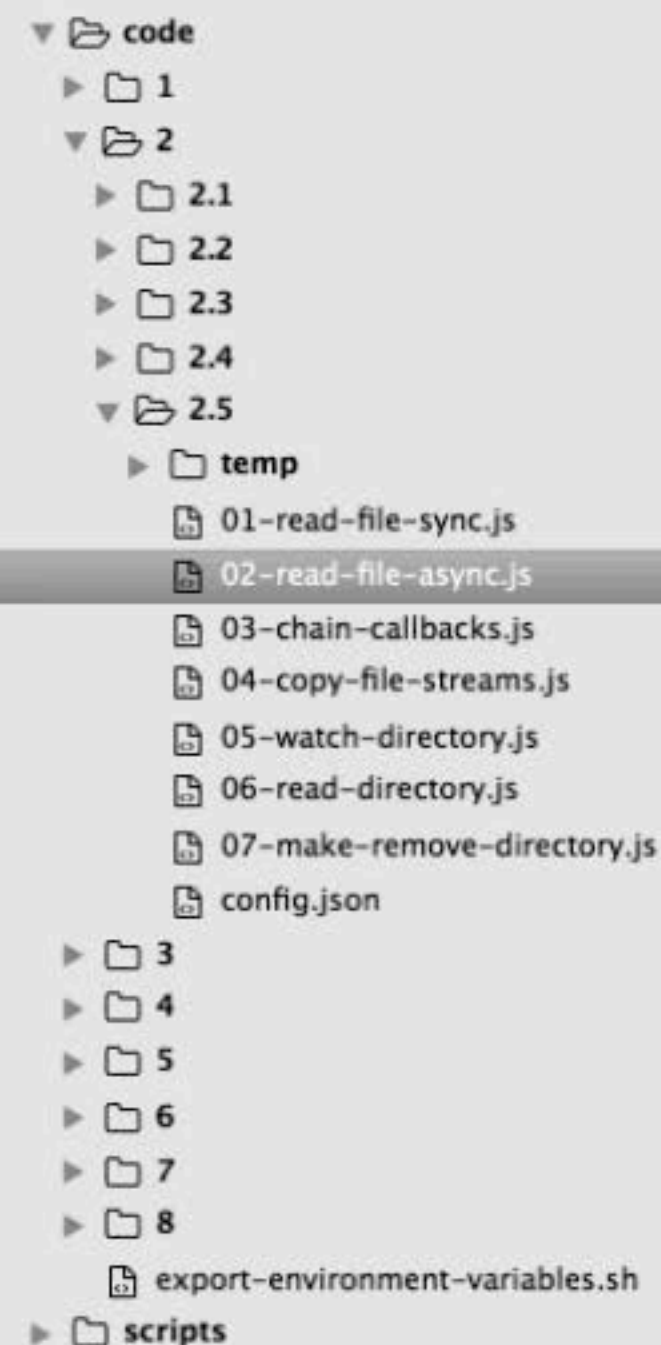 code
1
2
2.1
2.2
2.3
2.4
2.5
temp
01-read-file-sync.js
02-read-file-async.js
03-chain-callbacks.js
04-copy-file-streams.js
05-watch-directory.js
06-read-directory.js
07-make-remove-directory.js
config.json
3
4
5
6
7
8
export-environment-variables.sh
scripts